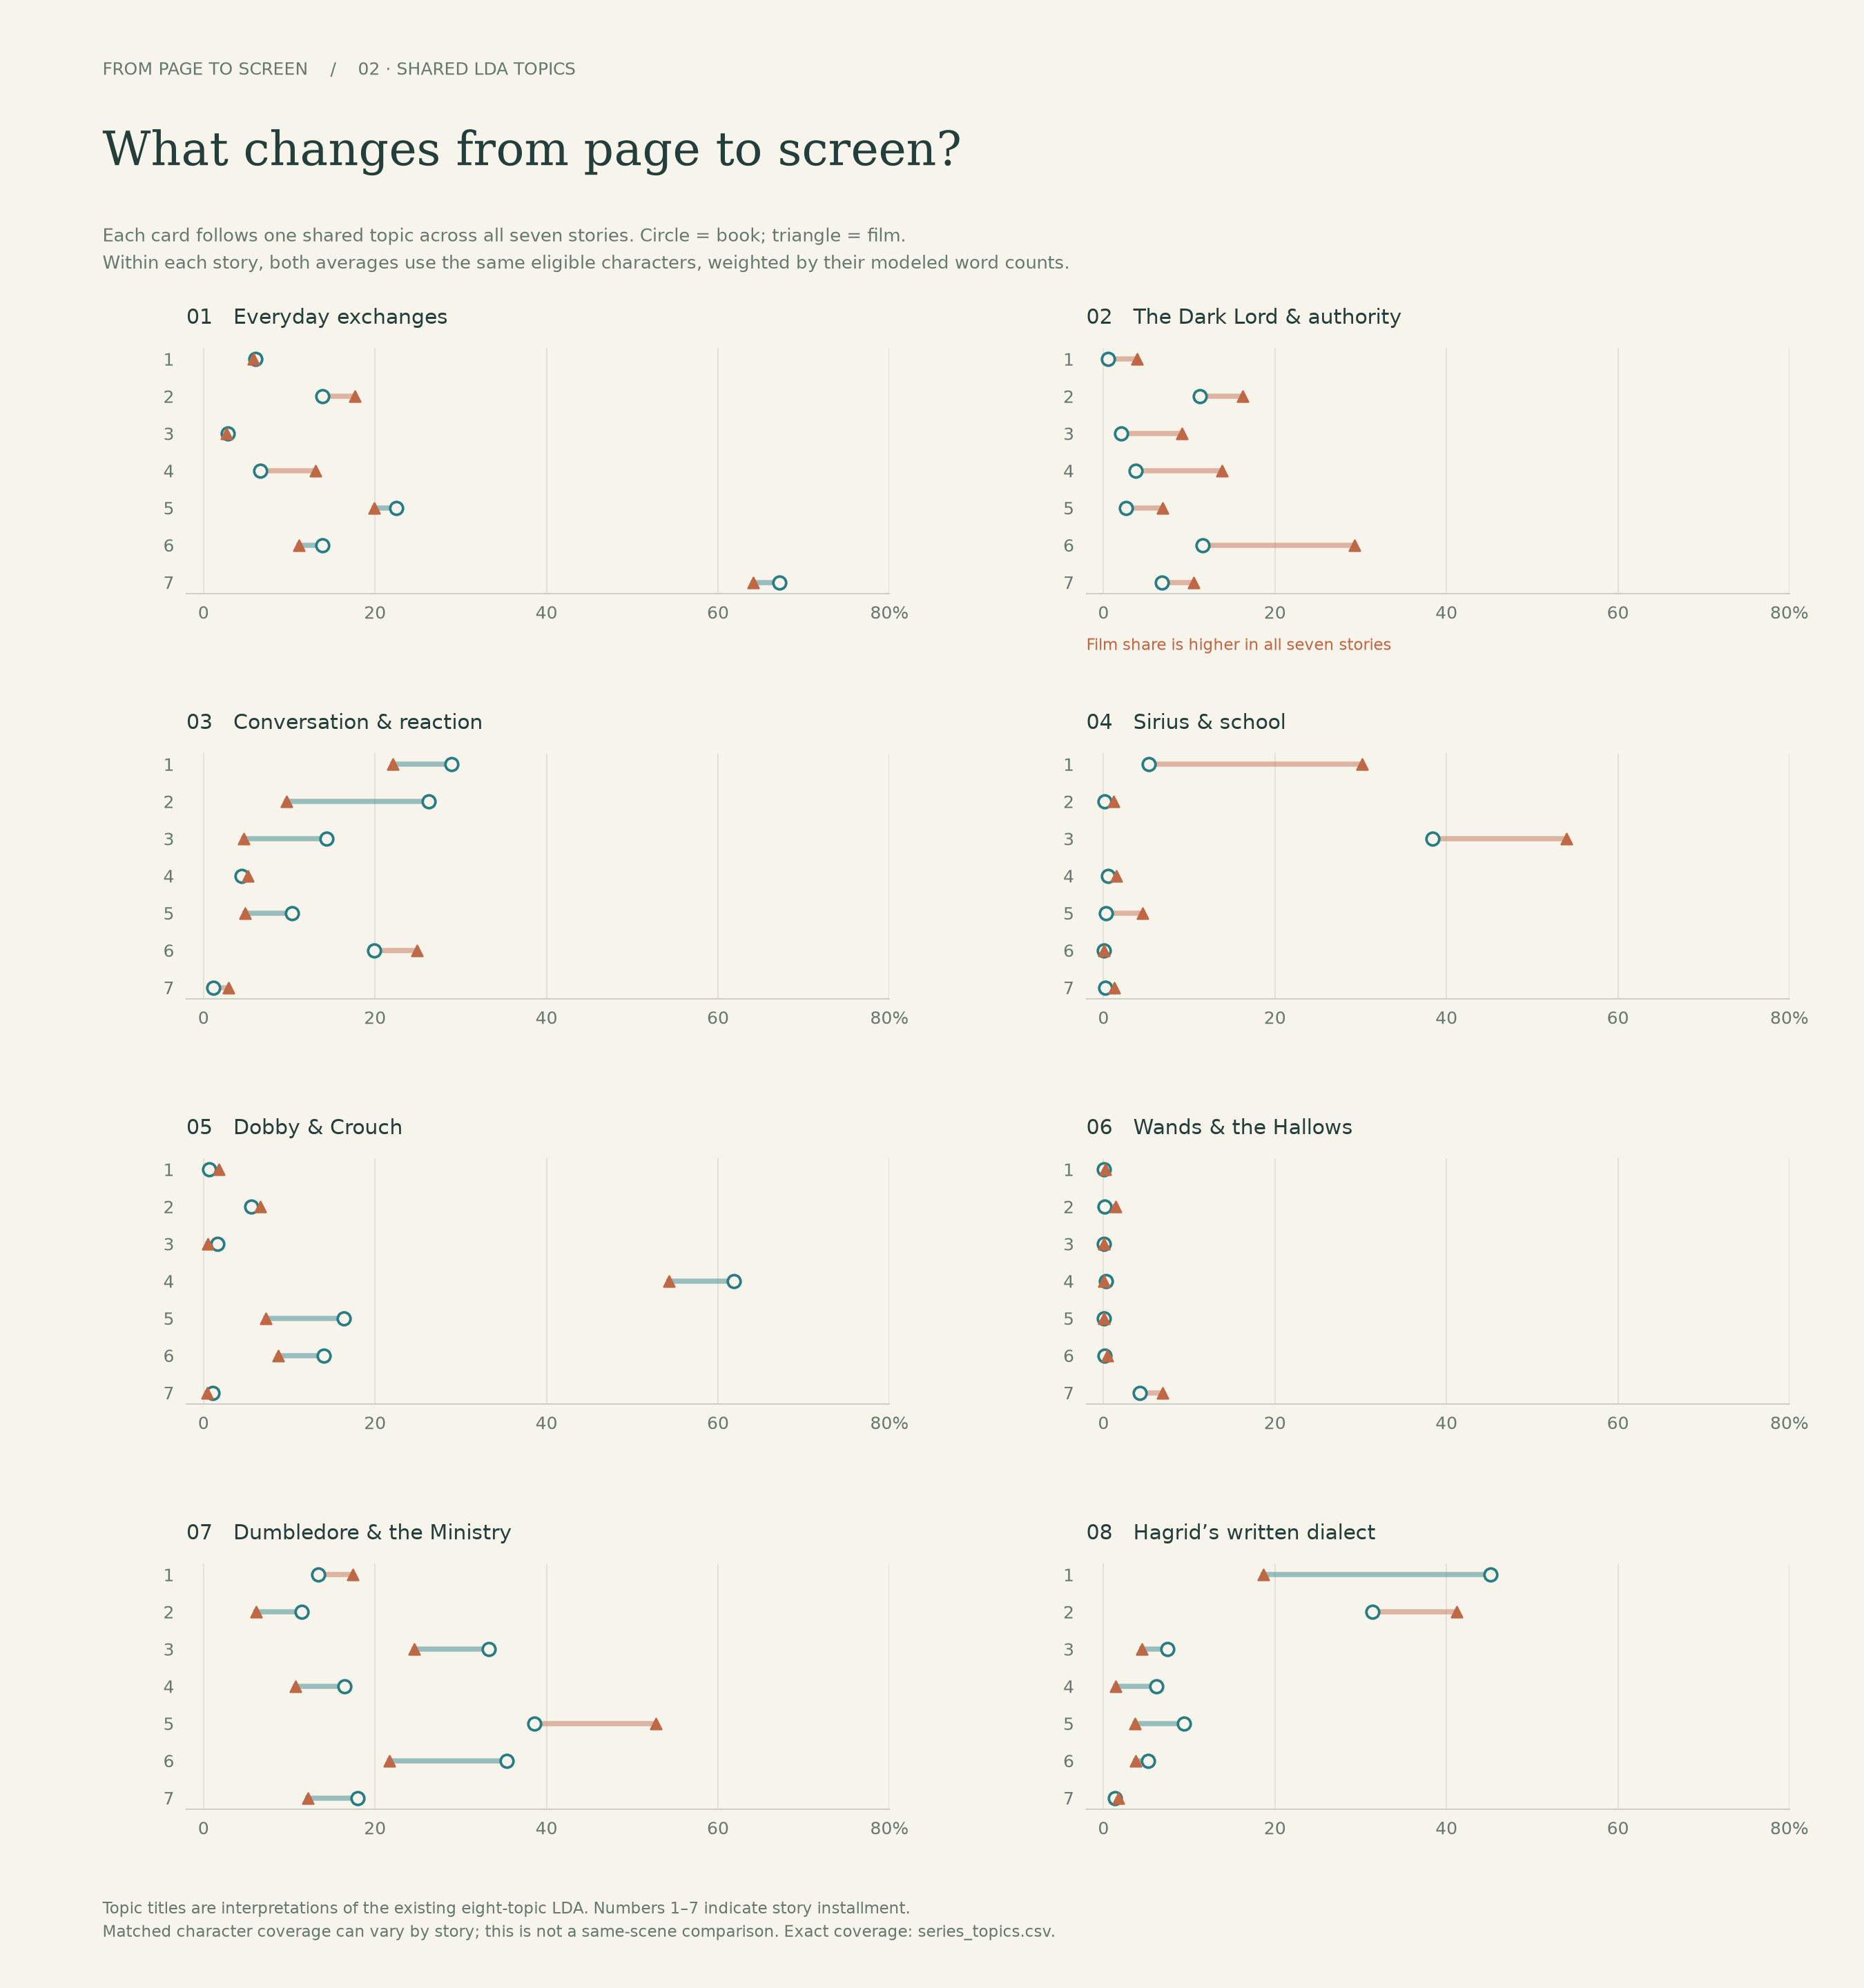 FROM PAGE TO SCREEN / 02 · SHARED LDA TOPICS
What changes from page to screen?
Each card follows one shared topic across all seven stories. Circle = book; triangle = film.
Within each story, both averages use the same eligible characters, weighted by their modeled word counts.
01 Everyday exchanges
1
2
3
4
5
6
7
0 20 40 60 80%
02 The Dark Lord & authority
1
2
3
4
5
6
7
0 20 40 60 80%
Film share is higher in all seven stories
03 Conversation & reaction
1
2
3
4
5
6
7
0 20 40 60 80%
04 Sirius & school
1
2
3
4
5
6
7
0 20 40 60 80%
05 Dobby & Crouch
1
2
3
4
5
6
7
0 20 40 60 80%
06 Wands & the Hallows
1
2
3
4
5
6
7
0 20 40 60 80%
07 Dumbledore & the Ministry
1
2
3
4
5
6
7
0 20 40 60 80%
08 Hagrid’s written dialect
1
2
3
4
5
6
7
0 20 40 60 80%
Topic titles are interpretations of the existing eight-topic LDA. Numbers 1–7 indicate story installment.
Matched character coverage can vary by story; this is not a same-scene comparison. Exact coverage: series_topics.csv.